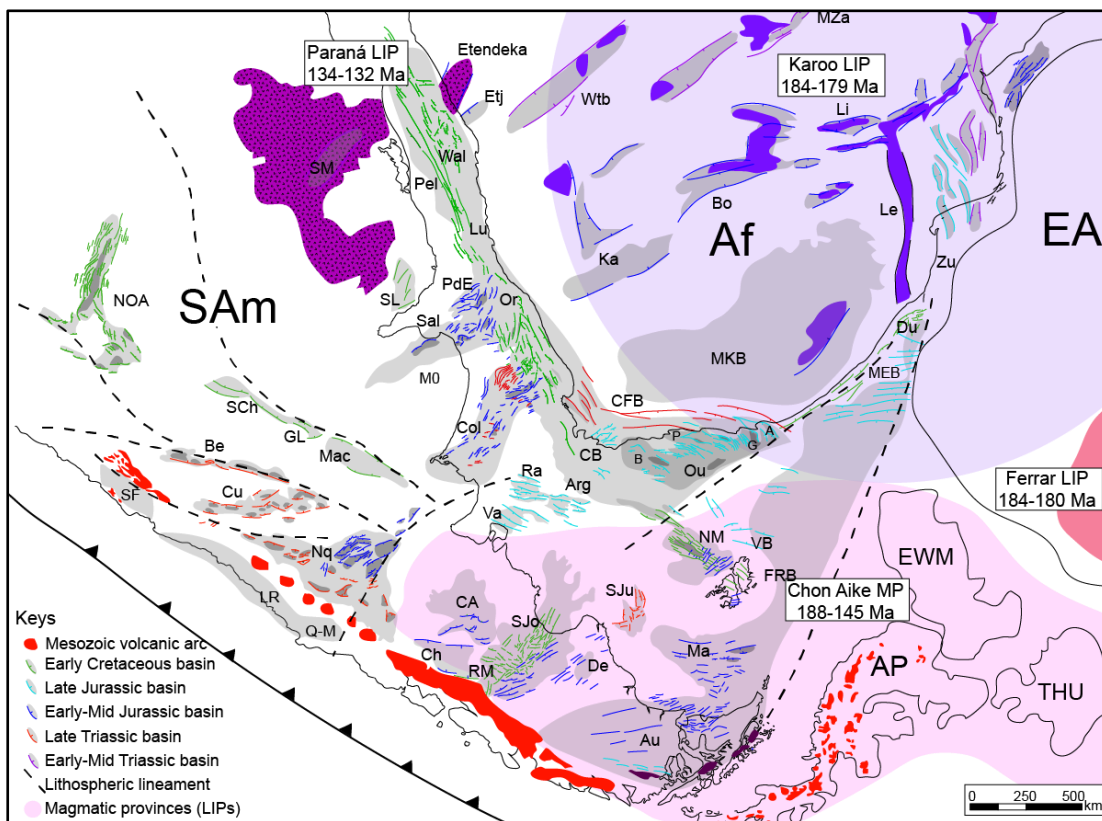 MZa
Paraná LIP
134-132 Ma
Etendeka
Karoo LIP
184-179 Ma
Etj
Wtb
Li
Wal
SM
Pel
Bo
Le
Af
EA
Lu
Ka
Zu
NOA
SAm
PdE
Or
SL
Sal
Du
MKB
MEB
M0
CFB
SCh
GL
Col
P
A
G
Mac
CB
B
Be
Ou
Ra
Arg
Ferrar LIP
184-180 Ma
SF
Cu
Va
Nq
NM
VB
EWM
FRB
Chon Aike MP
188-145 Ma
LR
CA
SJu
SJo
Q-M
Keys
Mesozoic volcanic arc
Early Cretaceous basin
Late Jurassic basin
Early-Mid Jurassic basin
Late Triassic basin
Early-Mid Triassic basin
Lithospheric lineament
Magmatic provinces (LIPs)
Ch
RM
De
Ma
AP
THU
Au
0 250 500
km